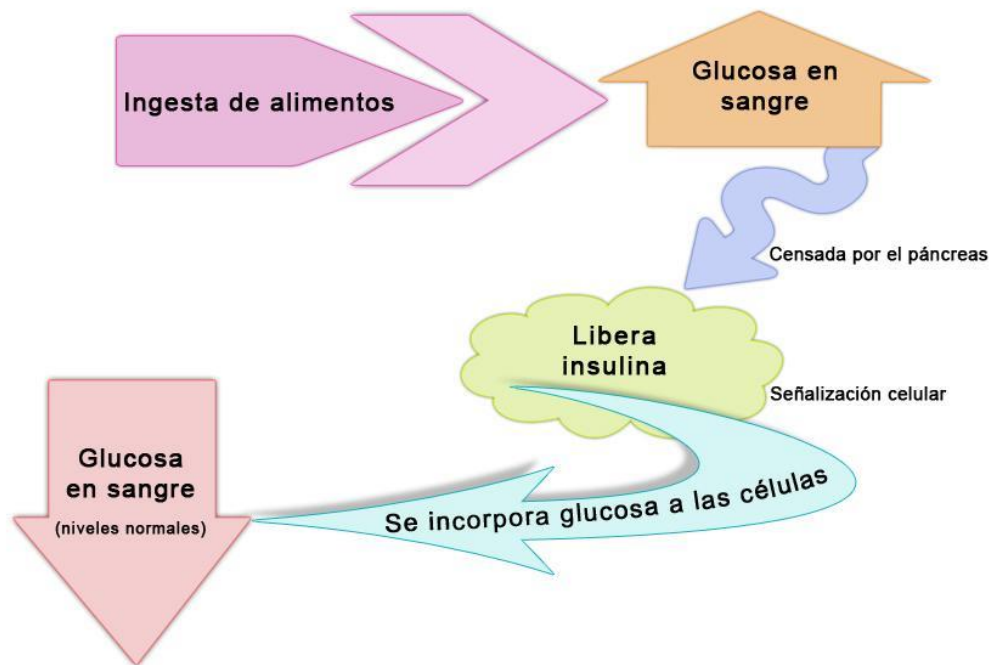 Ingesta de alimentos
Glucosa en
sangre
Censada por el páncreas
Libera
insulina
Señalización celular
Se incorpora glucosa a las células
Glucosa
en sangre
(niveles normales)